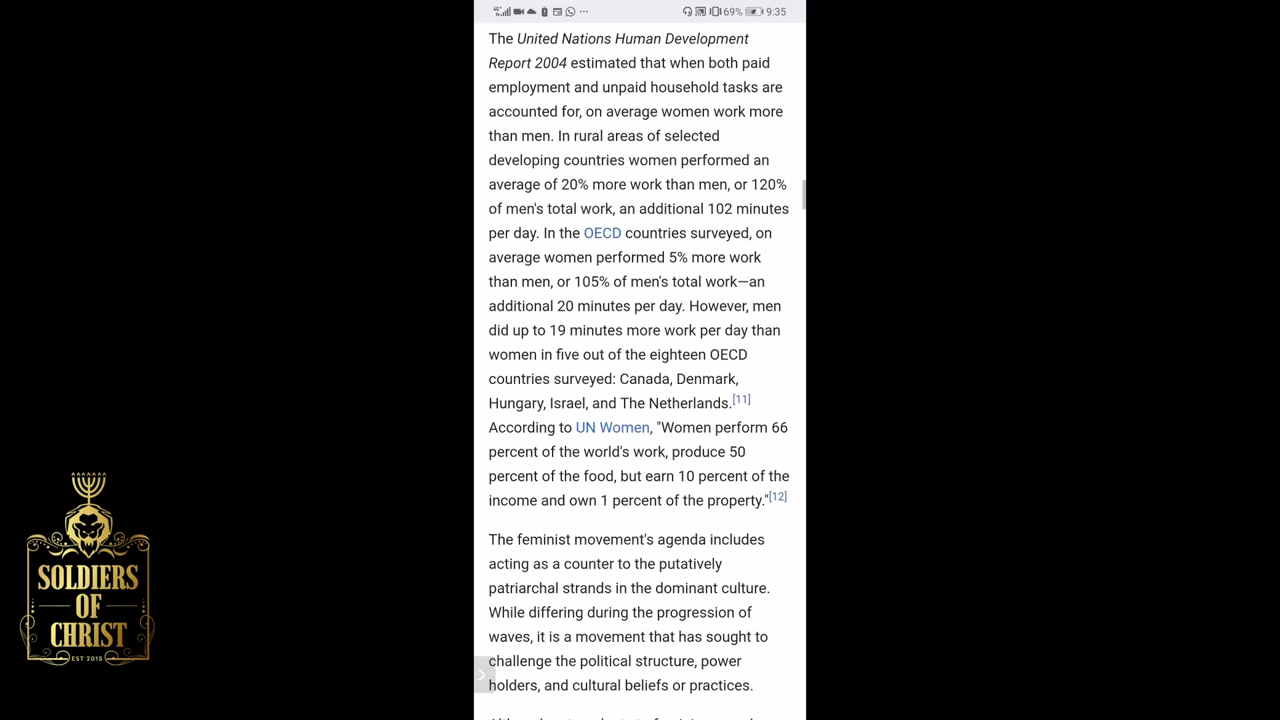 69% 9:35
The United Nations Human Development
Report 2004 estimated that when both paid
employment and unpaid household tasks are
accounted for, on average women work more
than men. In rural areas of selected
developing countries women performed an
average of 20% more work than men, or 120%
of men's total work, an additional 102 minutes
per day. In the OECD countries surveyed, on
average women performed 5% more work
than men, or 105% of men's total work—an
additional 20 minutes per day. However, men
did up to 19 minutes more work per day than
women in five out of the eighteen OECD
countries surveyed: Canada, Denmark,
Hungary, Israel, and The Netherlands.[11]
According to UN Women, "Women perform 66
percent of the world's work, produce 50
percent of the food, but earn 10 percent of the
income and own 1 percent of the property."[12]
The feminist movement's agenda includes
acting as a counter to the putatively
patriarchal strands in the dominant culture.
While differing during the progression of
waves, it is a movement that has sought to
challenge the political structure, power
holders, and cultural beliefs or practices.
SOLDIERS
OF
CHRIST
EST 2015